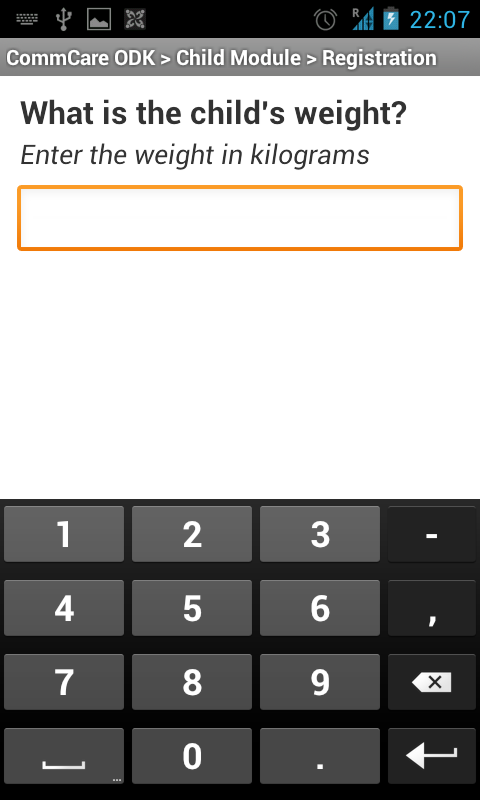 R 22:07
CommCare ODK > Child Module > Registration
What is the child's weight?
Enter the weight in kilograms
1 2 3 -
4 5 6 ,
7 8 9
0 .
...